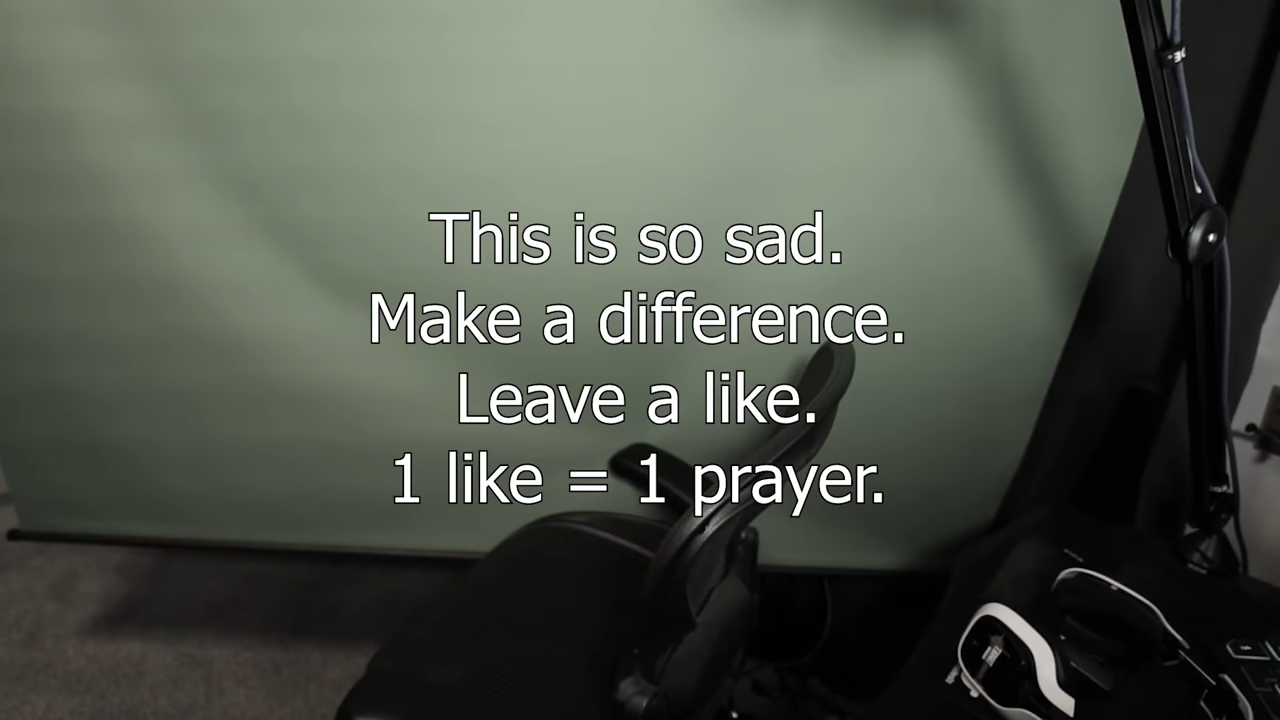 This is so sad.
Make a difference.
Leave a like.
1 like = 1 prayer.